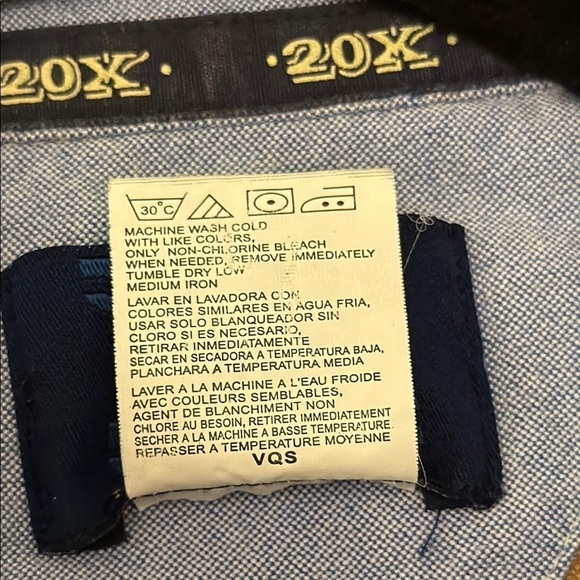 20X · · 20X ·
30°C
MACHINE WASH COLD
WITH LIKE COLORS,
ONLY NON-CHLORINE BLEACH
WHEN NEEDED, REMOVE IMMEDIATELY
TUMBLE DRY LOW
MEDIUM IRON
LAVAR EN LAVADORA CON
COLORES SIMILARES EN AGUA FRIA,
USAR SOLO BLANQUEADOR SIN
CLORO SI ES NECESARIO,
RETIRAR INMEDIATAMENTE
SECAR EN SECADORA A TEMPERATURA BAJA,
PLANCHARA A TEMPERATURA MEDIA
LAVER A LA MACHINE A L'EAU FROIDE
AVEC COULEURS SEMBLABLES,
AGENT DE BLANCHIMENT NON
CHLORE AU BESOIN, RETIRER IMMEDIATEMENT
SECHER A LA MACHINE A BASSE TEMPERATURE
REPASSER A TEMPERATURE MOYENNE
VQS